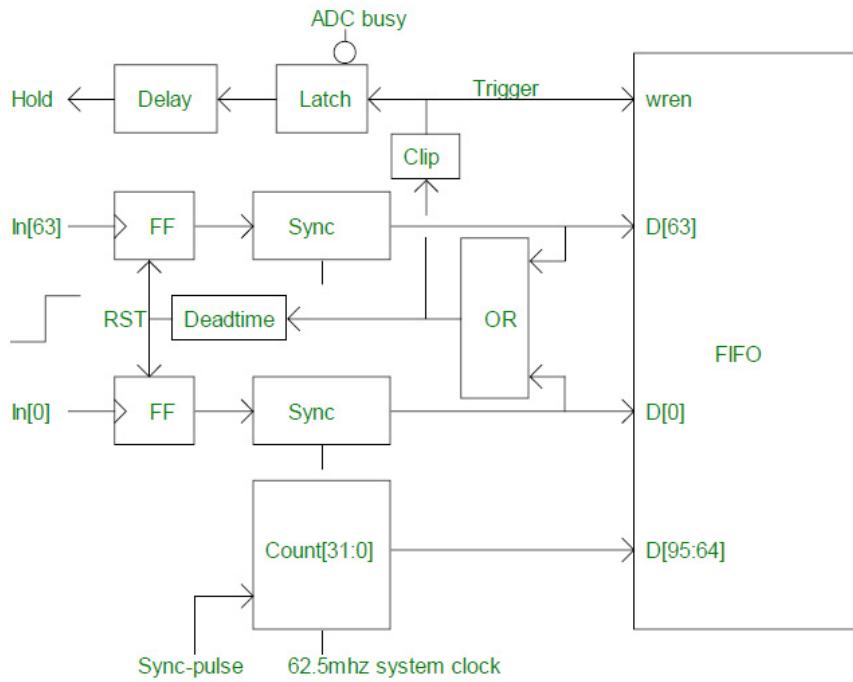 ADC busy
Hold
Delay
Latch
Trigger
wren
Clip
In[63]
FF
Sync
D[63]
RST
Deadtime
OR
FIFO
In[0]
FF
Sync
D[0]
Count[31:0]
D[95:64]
Sync-pulse
62.5mhz system clock